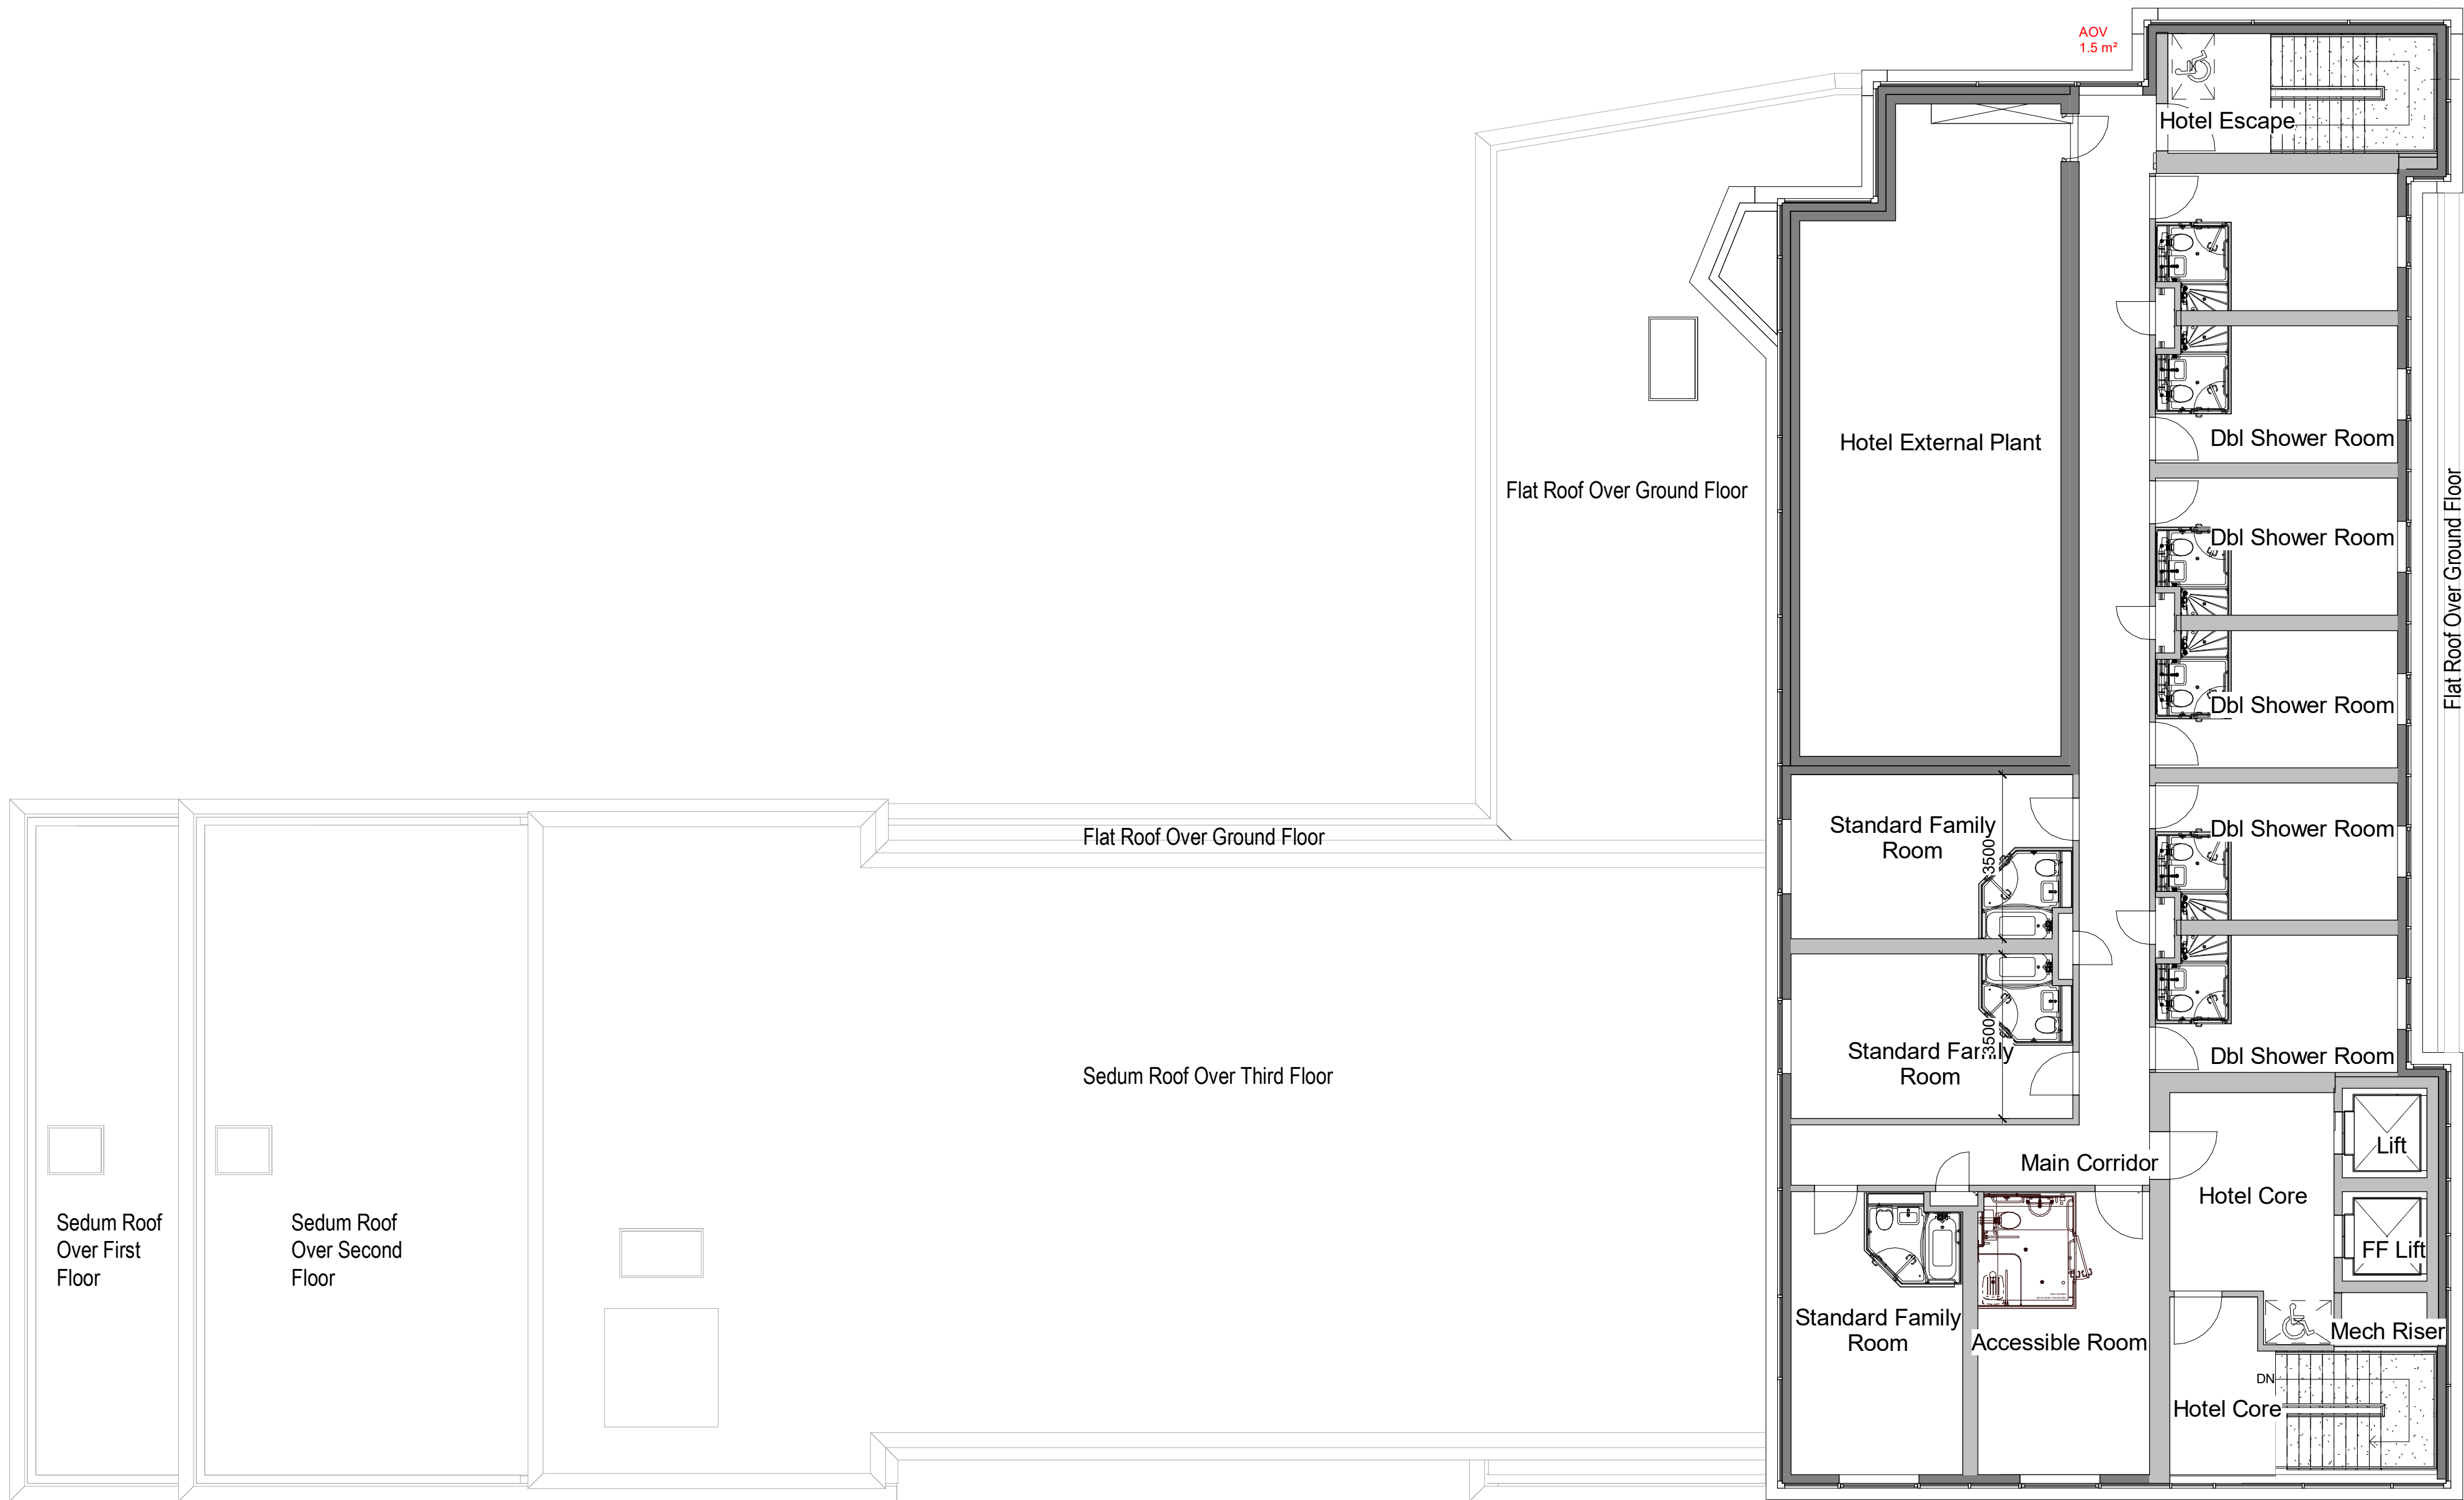 AOV
1.5 m²
Hotel Escape
Hotel External Plant
Dbl Shower Room
Flat Roof Over Ground Floor
Flat Roof Over Ground Floor
Dbl Shower Room
Dbl Shower Room
Standard Family
Room
3500
Dbl Shower Room
Flat Roof Over Ground Floor
Standard Family
Room
3500
Dbl Shower Room
Sedum Roof Over Third Floor
Lift
Main Corridor
Hotel Core
FF Lift
Sedum Roof
Over First
Floor
Sedum Roof
Over Second
Floor
Standard Family
Room
Accessible Room
Mech Riser
DN
Hotel Core